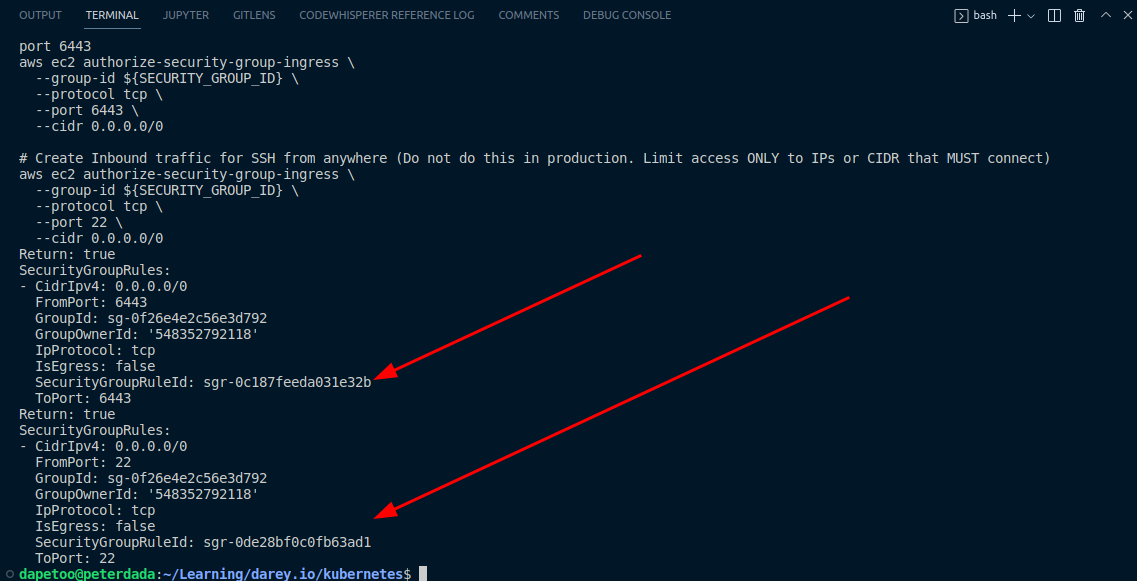 OUTPUT TERMINAL JUPYTER GITLENS CODEWHISPERER REFERENCE LOG COMMENTS DEBUG CONSOLE bash
port 6443
aws ec2 authorize-security-group-ingress \
  --group-id ${SECURITY_GROUP_ID} \
  --protocol tcp \
  --port 6443 \
  --cidr 0.0.0.0/0

# Create Inbound traffic for SSH from anywhere (Do not do this in production. Limit access ONLY to IPs or CIDR that MUST connect)
aws ec2 authorize-security-group-ingress \
  --group-id ${SECURITY_GROUP_ID} \
  --protocol tcp \
  --port 22 \
  --cidr 0.0.0.0/0
Return: true
SecurityGroupRules:
- CidrIpv4: 0.0.0.0/0
  FromPort: 6443
  GroupId: sg-0f26e4e2c56e3d792
  GroupOwnerId: '548352792118'
  IpProtocol: tcp
  IsEgress: false
  SecurityGroupRuleId: sgr-0c187feeda031e32b
  ToPort: 6443
Return: true
SecurityGroupRules:
- CidrIpv4: 0.0.0.0/0
  FromPort: 22
  GroupId: sg-0f26e4e2c56e3d792
  GroupOwnerId: '548352792118'
  IpProtocol: tcp
  IsEgress: false
  SecurityGroupRuleId: sgr-0de28bf0c0fb63ad1
  ToPort: 22
dapetoo@peterdada:~/Learning/darey.io/kubernetes$